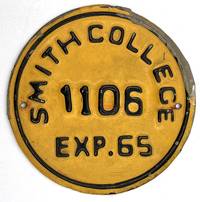 SMITH COLLEGE
1106
EXP. 65